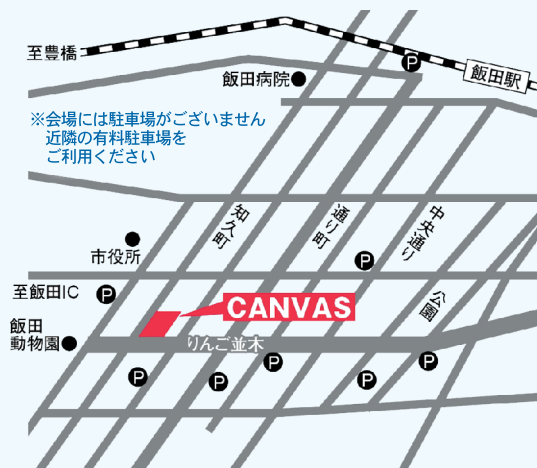 至豊橋
P
飯田駅
飯田病院
※会場には駐車場がございません
近隣の有料駐車場を
ご利用ください
知久町
通り町
中央通り
市役所
P
至飯田IC
P
公園
CANVAS
飯田
動物園
りんご並木
P
P
P
P
P